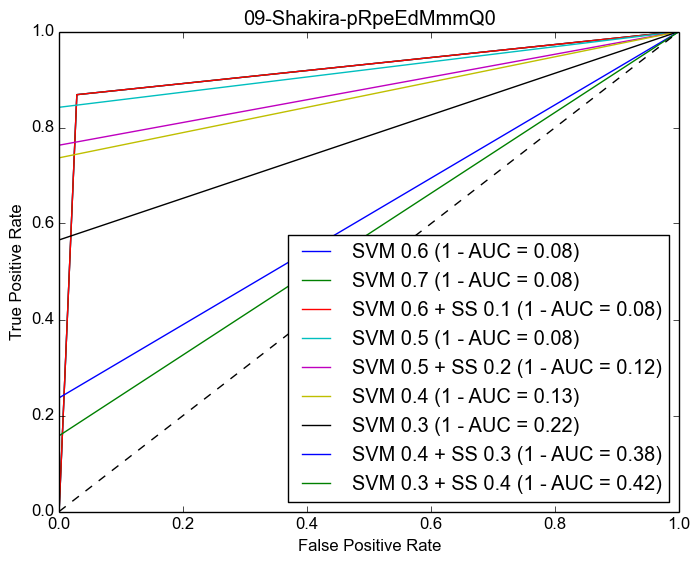 09-Shakira-pRpeEdMmmQ0
1.0
0.8
0.6
0.4
0.2
0.0
True Positive Rate
SVM 0.6 (1 - AUC = 0.08)
SVM 0.7 (1 - AUC = 0.08)
SVM 0.6 + SS 0.1 (1 - AUC = 0.08)
SVM 0.5 (1 - AUC = 0.08)
SVM 0.5 + SS 0.2 (1 - AUC = 0.12)
SVM 0.4 (1 - AUC = 0.13)
SVM 0.3 (1 - AUC = 0.22)
SVM 0.4 + SS 0.3 (1 - AUC = 0.38)
SVM 0.3 + SS 0.4 (1 - AUC = 0.42)
0.0 0.2 0.4 0.6 0.8 1.0
False Positive Rate